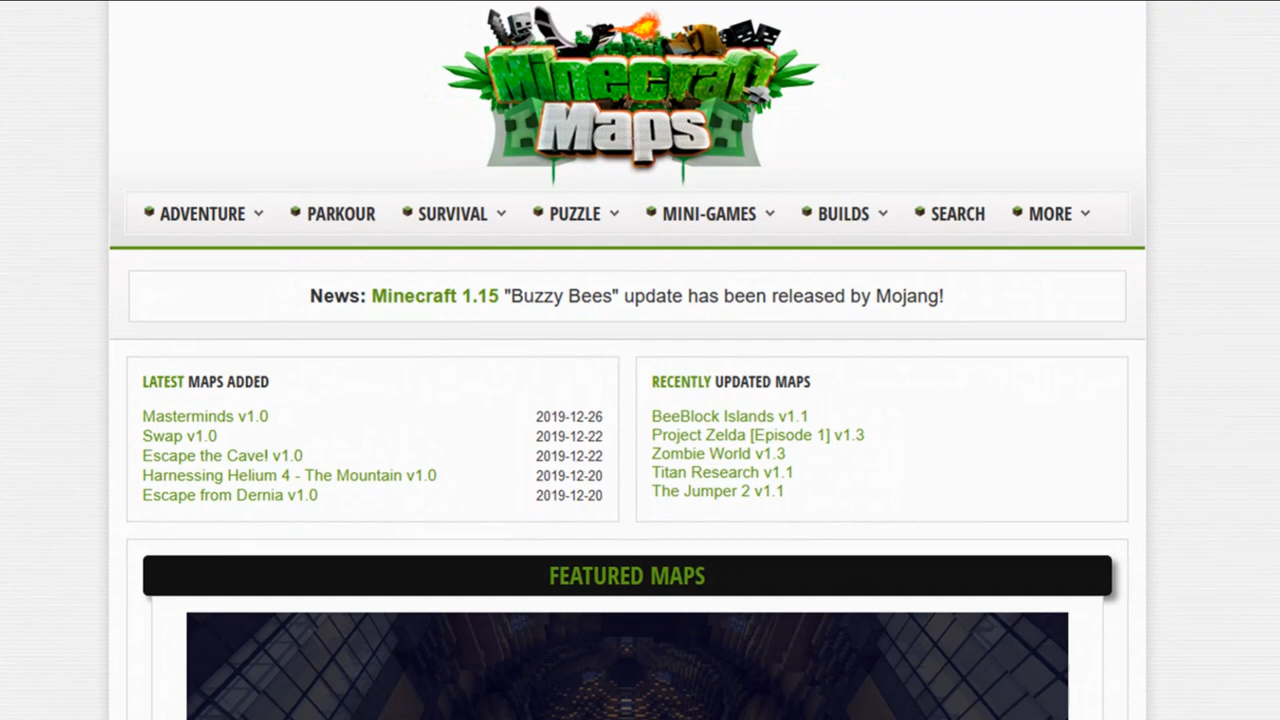 Minecraft
Maps
ADVENTURE PARKOUR SURVIVAL PUZZLE MINI-GAMES BUILDS SEARCH MORE
News: Minecraft 1.15 "Buzzy Bees" update has been released by Mojang!
LATEST MAPS ADDED
Masterminds v1.0 2019-12-26
Swap v1.0 2019-12-22
Escape the Cave! v1.0 2019-12-22
Harnessing Helium 4 - The Mountain v1.0 2019-12-20
Escape from Dernia v1.0 2019-12-20
RECENTLY UPDATED MAPS
BeeBlock Islands v1.1
Project Zelda [Episode 1] v1.3
Zombie World v1.3
Titan Research v1.1
The Jumper 2 v1.1
FEATURED MAPS